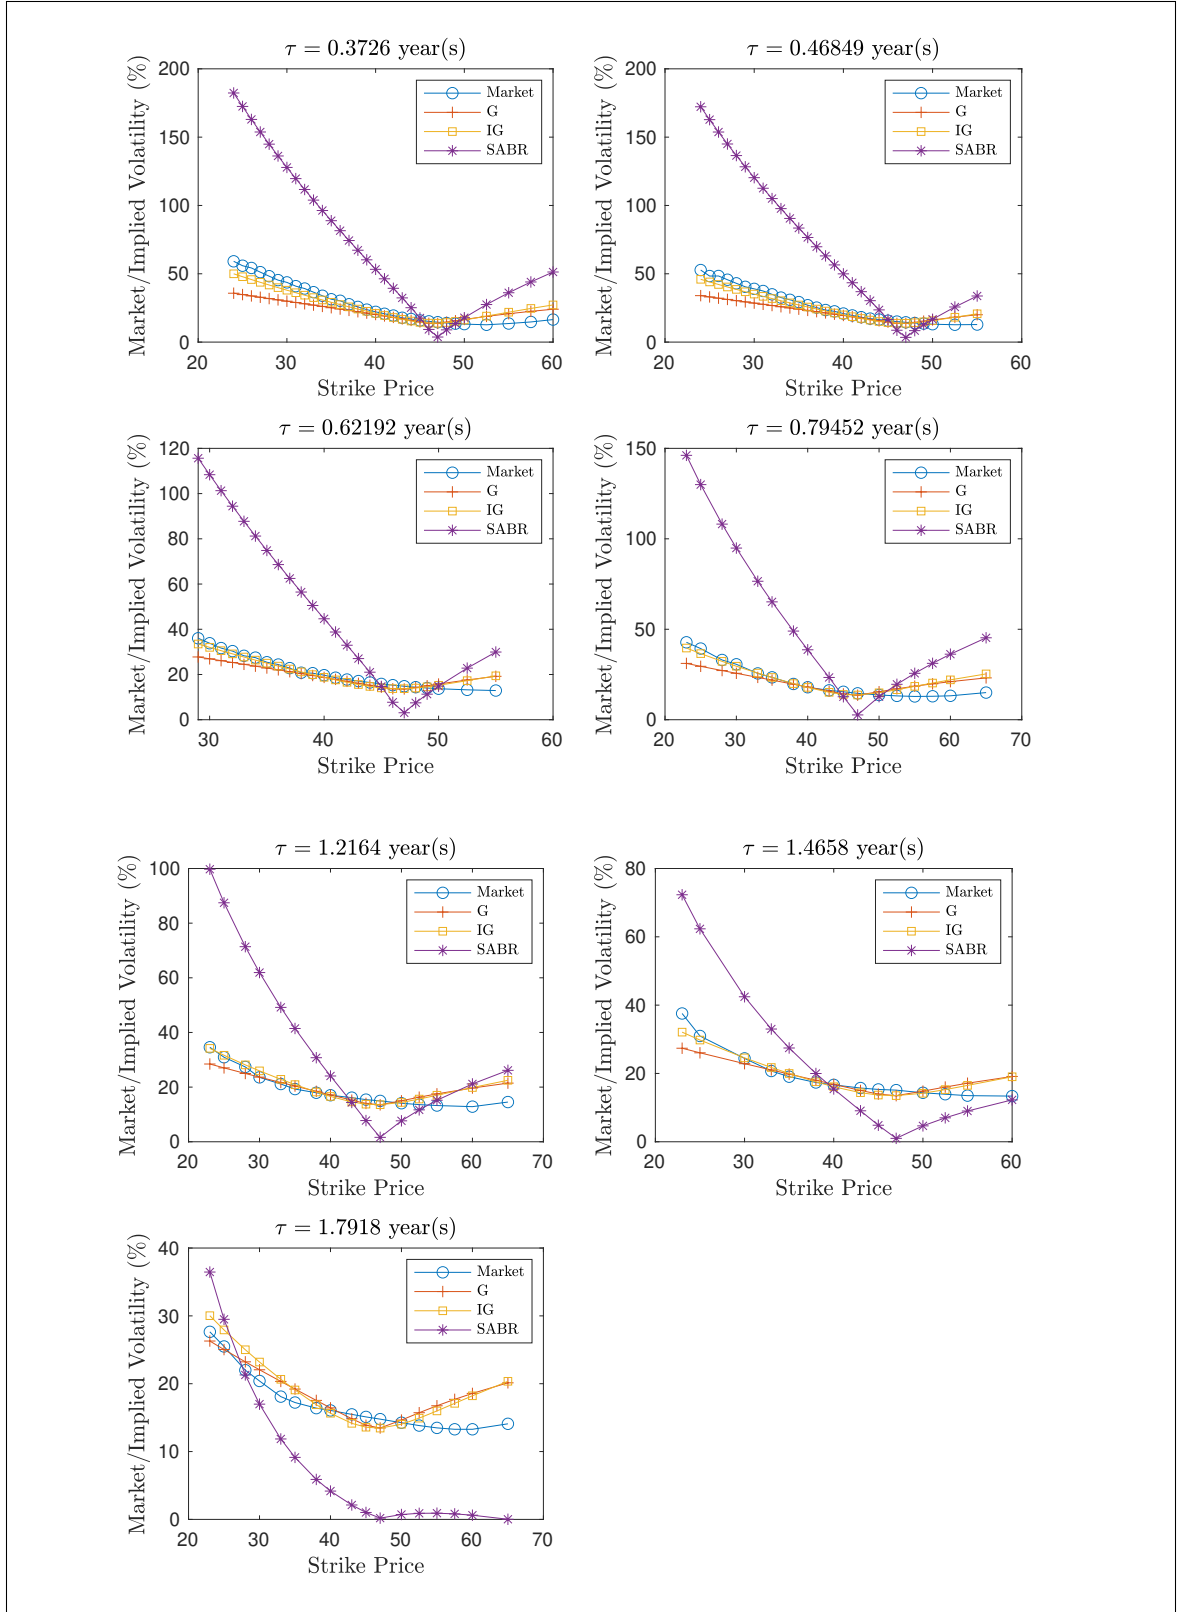 τ = 0.3726 year(s)
Market/Implied Volatility (%)
200
150
100
50
0
20 30 40 50 60
Strike Price
Market
G
IG
SABR
τ = 0.46849 year(s)
Market/Implied Volatility (%)
200
150
100
50
0
20 30 40 50 60
Strike Price
Market
G
IG
SABR
τ = 0.62192 year(s)
Market/Implied Volatility (%)
120
100
80
60
40
20
0
30 40 50 60
Strike Price
Market
G
IG
SABR
τ = 0.79452 year(s)
Market/Implied Volatility (%)
150
100
50
0
20 30 40 50 60 70
Strike Price
Market
G
IG
SABR
τ = 1.2164 year(s)
Market/Implied Volatility (%)
100
80
60
40
20
0
20 30 40 50 60 70
Strike Price
Market
G
IG
SABR
τ = 1.4658 year(s)
Market/Implied Volatility (%)
80
60
40
20
0
20 30 40 50 60
Strike Price
Market
G
IG
SABR
τ = 1.7918 year(s)
Market/Implied Volatility (%)
40
30
20
10
0
20 30 40 50 60 70
Strike Price
Market
G
IG
SABR